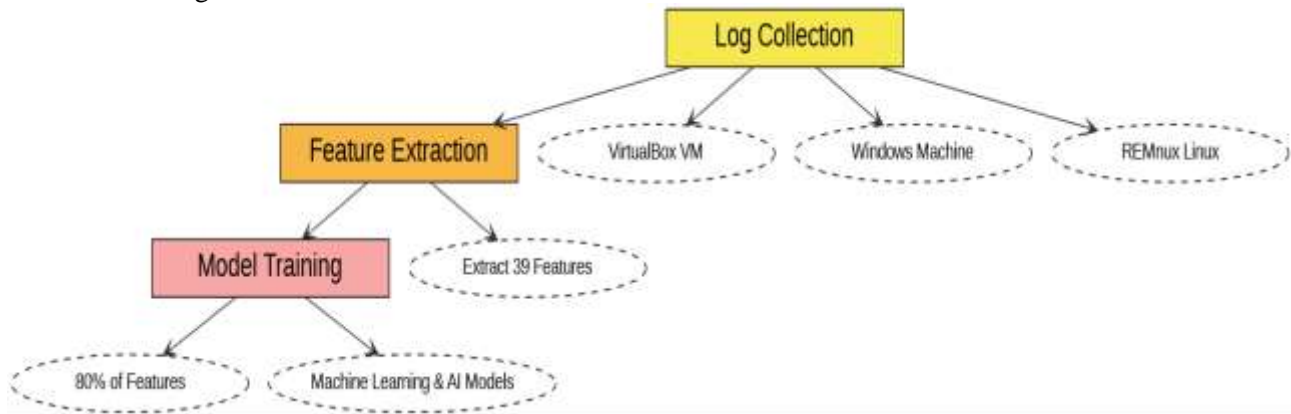 Log Collection
Feature Extraction
VirtualBox VM
Windows Machine
REMnux Linux
Model Training
Extract 39 Features
80% of Features
Machine Learning & AI Models